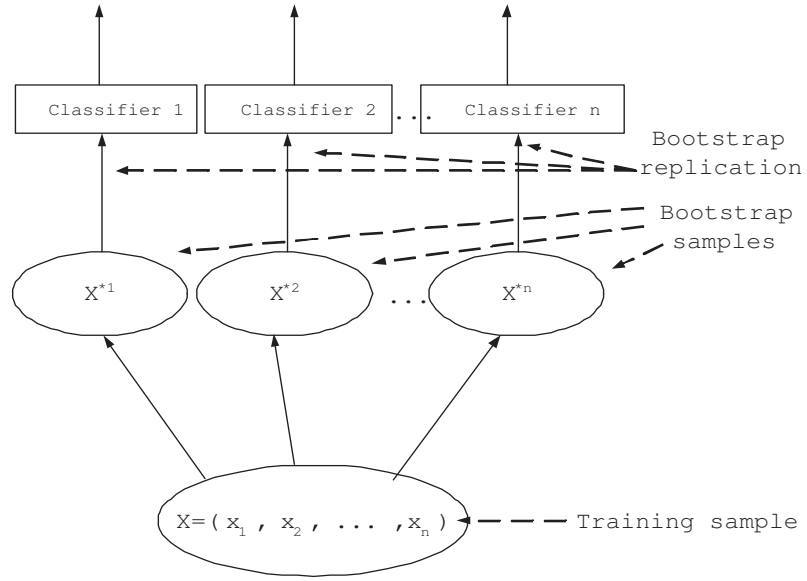 Classifier 1
Classifier 2
...
Classifier n
Bootstrap
replication
Bootstrap
samples
X*1
X*2
...
X*n
X=( x1 , x2 , ... ,xn )
Training sample